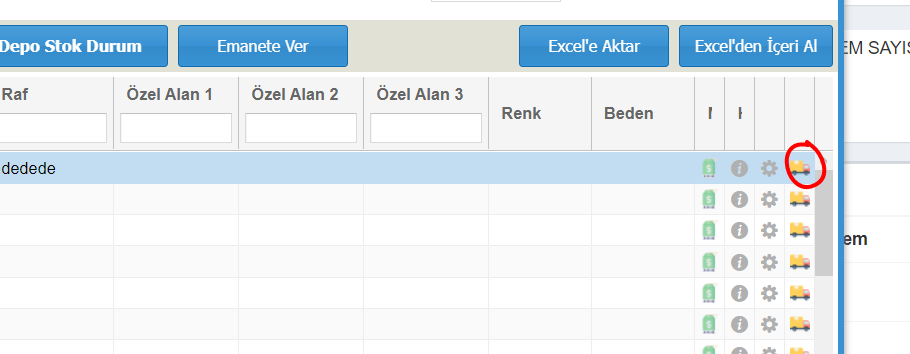 Depo Stok Durum
Emanete Ver
Excel'e Aktar
Excel'den İçeri Al
EM SAYIS
Raf
Özel Alan 1
Özel Alan 2
Özel Alan 3
Renk
Beden
dedede
em